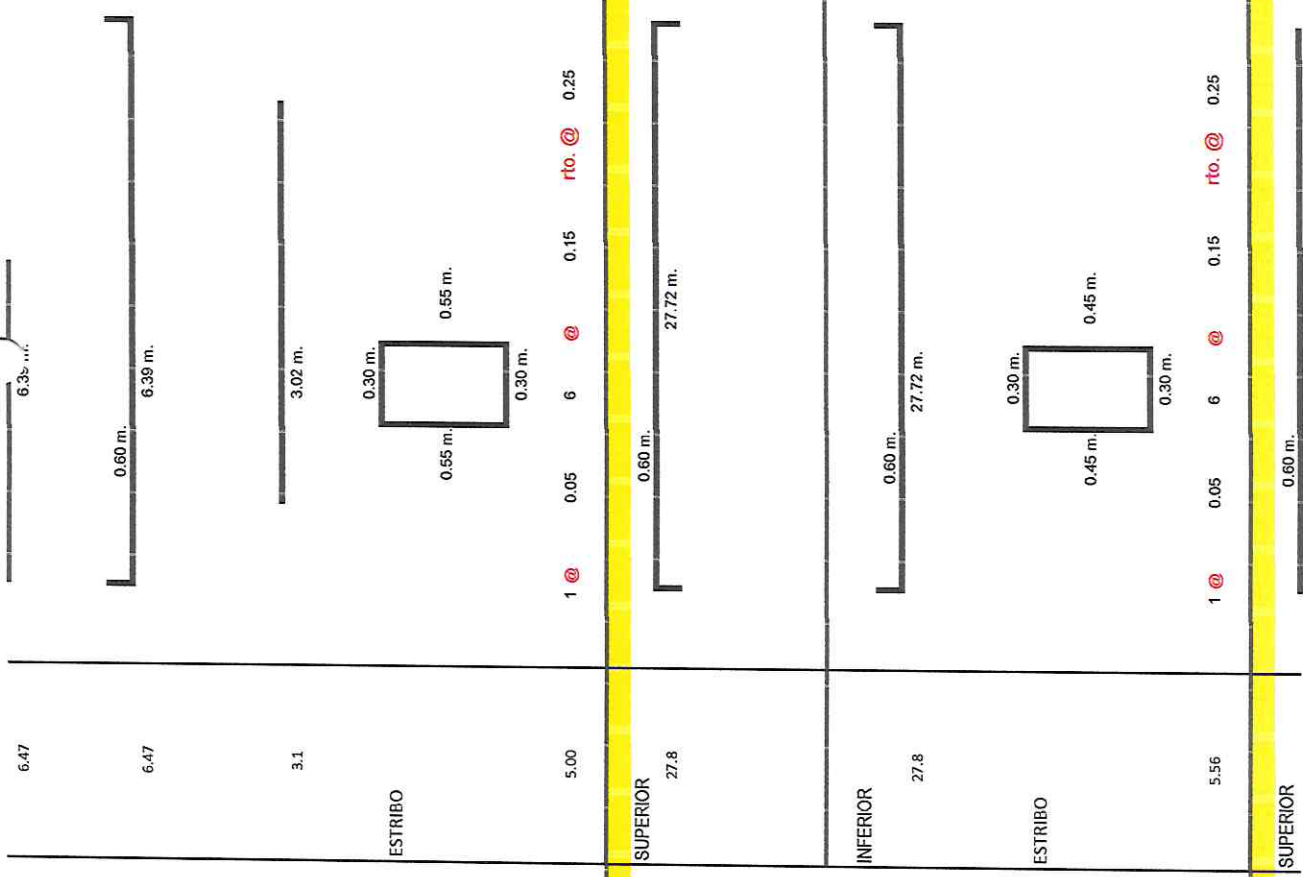 6.47
6.47
0.60 m.
6.39 m.
3.1
3.02 m.
ESTRIBO
0.30 m.
0.55 m.
0.55 m.
0.30 m.
5.00
1 @ 0.05 6 @ 0.15 rto. @ 0.25
SUPERIOR
0.60 m.
27.8
27.72 m.
INFERIOR
0.60 m.
27.8
27.72 m.
ESTRIBO
0.30 m.
0.45 m.
0.45 m.
0.30 m.
5.56
1 @ 0.05 6 @ 0.15 rto. @ 0.25
SUPERIOR
0.60 m.